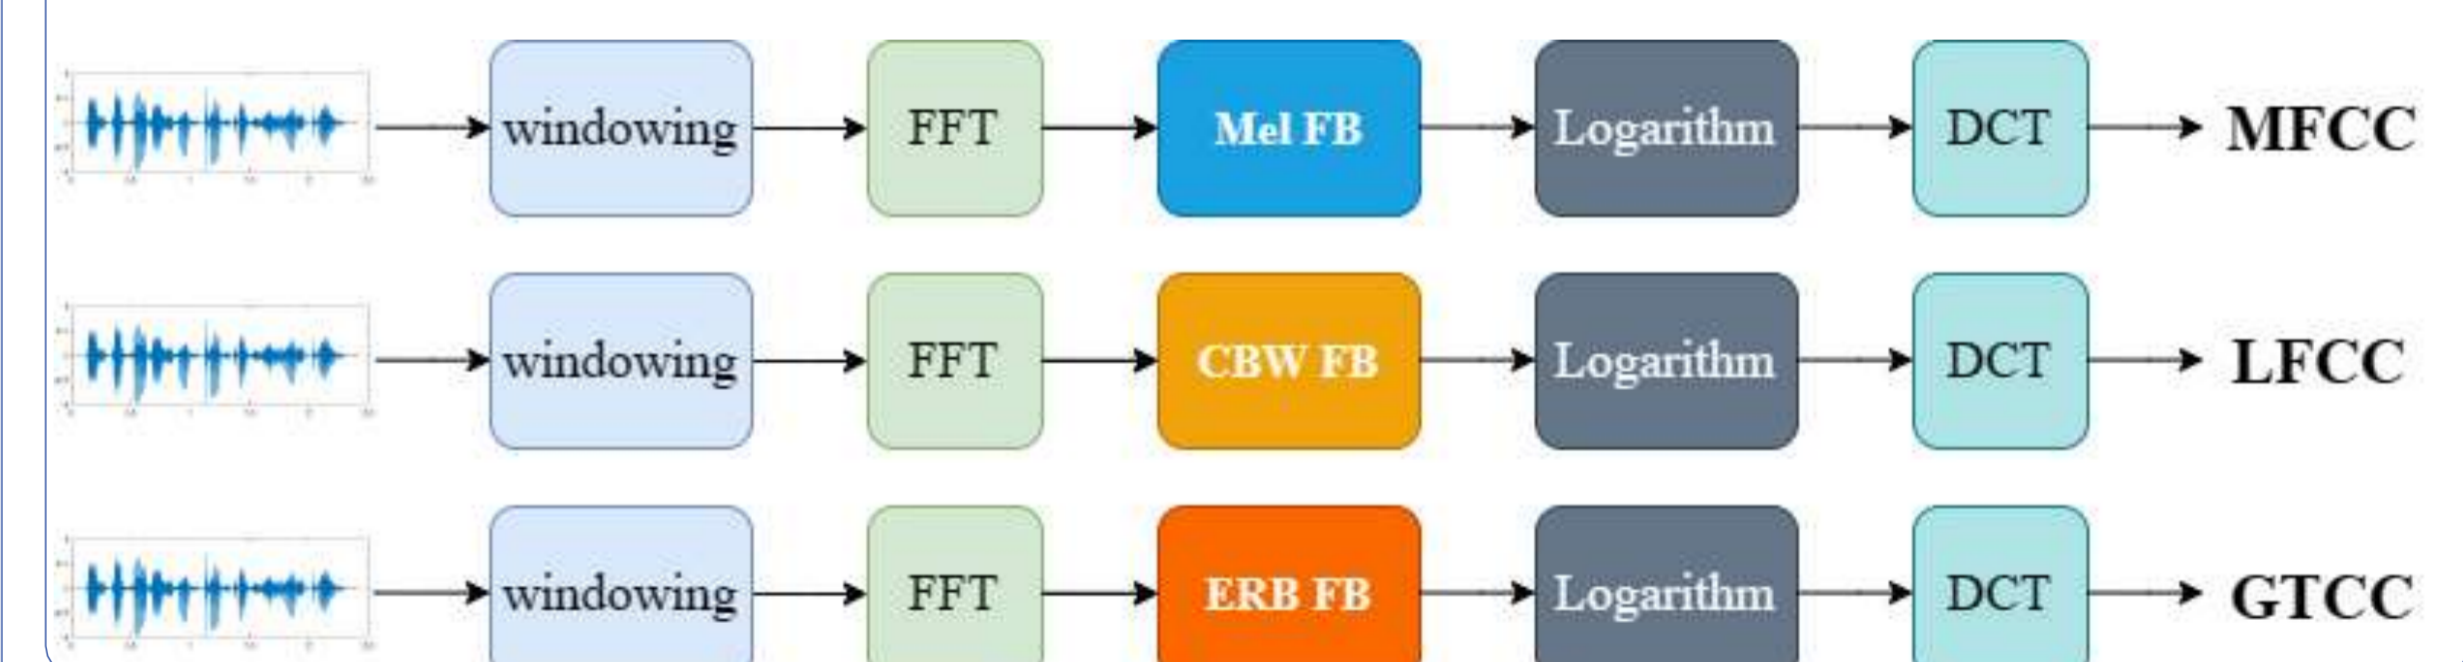 windowing FFT Mel FB Logarithm DCT MFCC
windowing FFT CBW FB Logarithm DCT LFCC
windowing FFT ERB FB Logarithm DCT GTCC